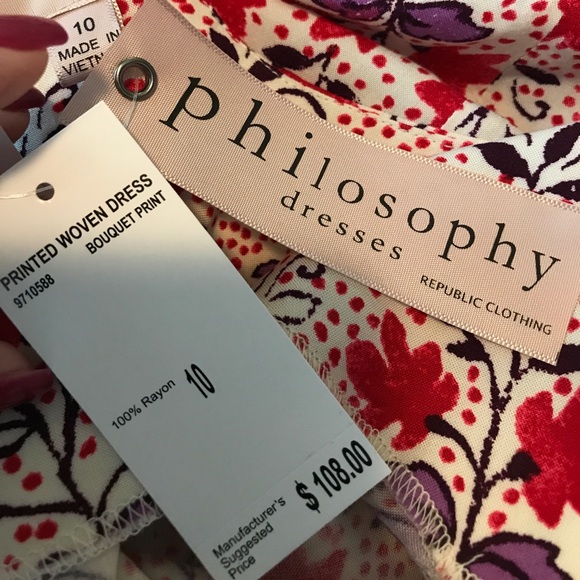 10
MADE IN
VIETN
philosophy
dresses
REPUBLIC CLOTHING
PRINTED WOVEN DRESS
9710588 BOUQUET PRINT
100% Rayon 10
Manufacturer's
Suggested
Price
$ 108.00